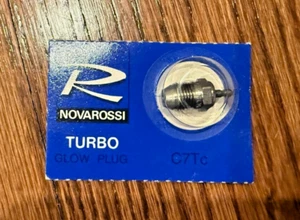 R
NOVAROSSI
TURBO
GLOW PLUG
C7Tc